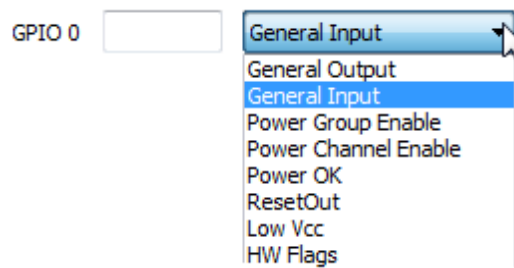 GPIO 0 General Input
General Output
General Input
Power Group Enable
Power Channel Enable
Power OK
ResetOut
Low Vcc
HW Flags